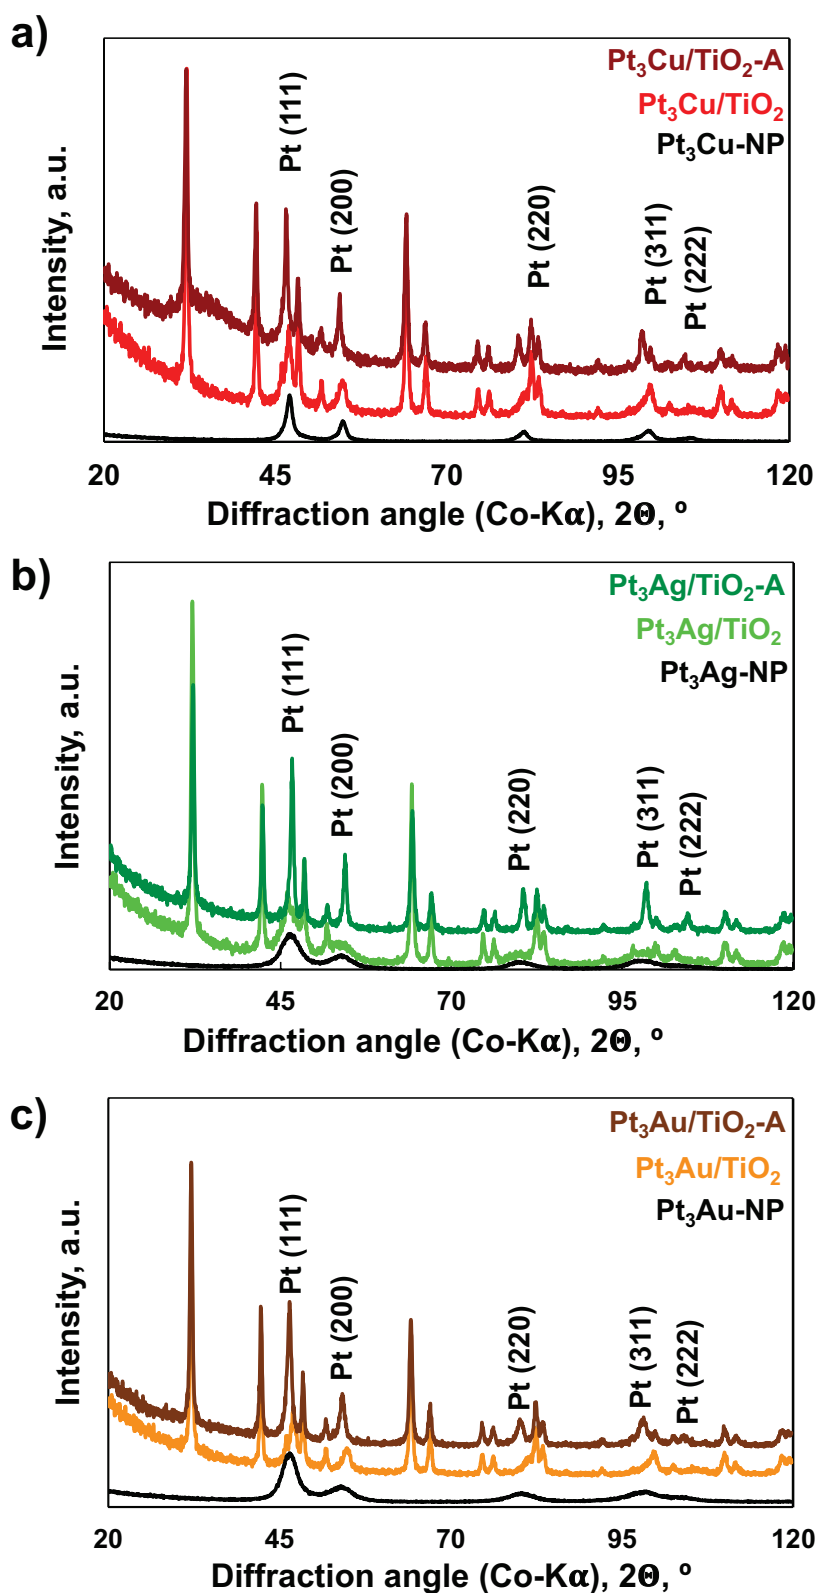 a)
Pt₃Cu/TiO₂-A
Pt₃Cu/TiO₂
Pt₃Cu-NP
Pt (111)
Pt (200)
Pt (220)
Pt (311)
Pt (222)
Intensity, a.u.
20 45 70 95 120
Diffraction angle (Co-Kα), 2Θ, º
b)
Pt₃Ag/TiO₂-A
Pt₃Ag/TiO₂
Pt₃Ag-NP
Pt (111)
Pt (200)
Pt (220)
Pt (311)
Pt (222)
Intensity, a.u.
20 45 70 95 120
Diffraction angle (Co-Kα), 2Θ, º
c)
Pt₃Au/TiO₂-A
Pt₃Au/TiO₂
Pt₃Au-NP
Pt (111)
Pt (200)
Pt (220)
Pt (311)
Pt (222)
Intensity, a.u.
20 45 70 95 120
Diffraction angle (Co-Kα), 2Θ, º